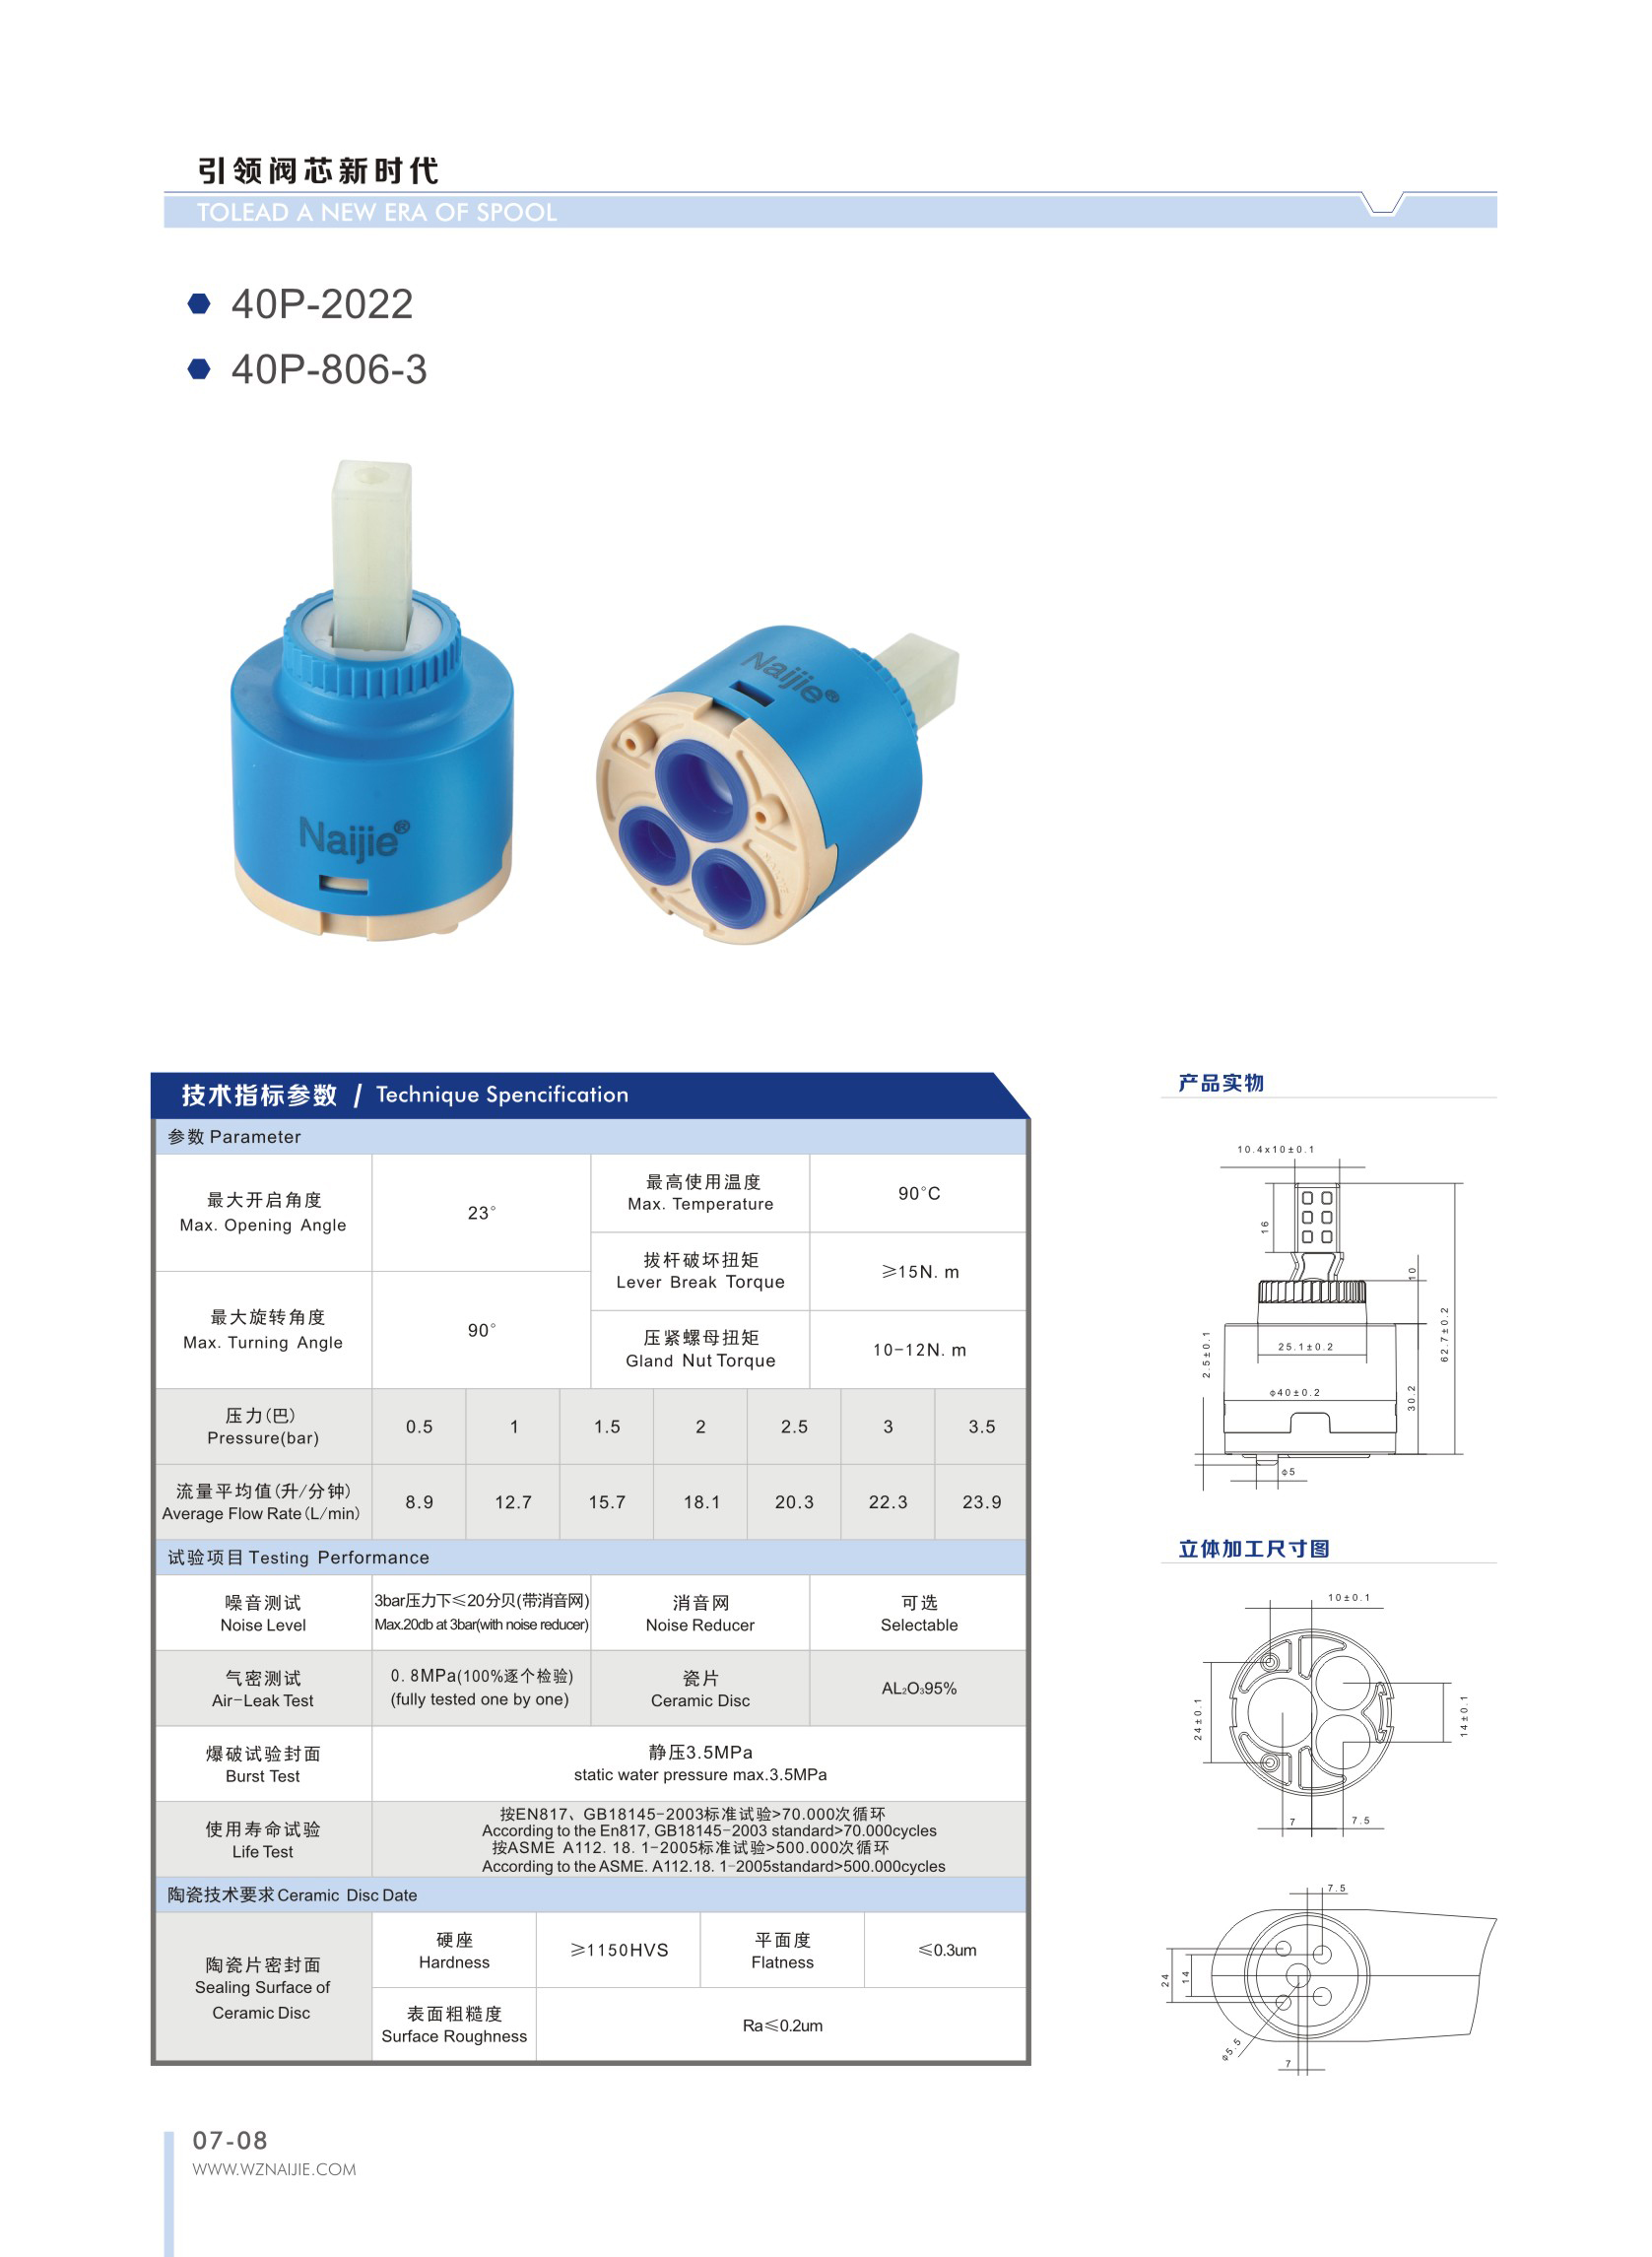 引领阀芯新时代
TOLEAD A NEW ERA OF SPOOL
40P-2022
40P-806-3
Naijie®
Naijie®
技术指标参数 / Technique Spencification
参数 Parameter
最大开启角度
Max. Opening Angle
23°
最高使用温度
Max. Temperature
90°C
拔杆破坏扭矩
Lever Break Torque
≥15N. m
最大旋转角度
Max. Turning Angle
90°
压紧螺母扭矩
Gland Nut Torque
10-12N. m
压力(巴)
Pressure(bar)
0.5 1 1.5 2 2.5 3 3.5
流量平均值(升/分钟)
Average Flow Rate(L/min)
8.9 12.7 15.7 18.1 20.3 22.3 23.9
试验项目 Testing Performance
噪音测试
Noise Level
3bar压力下≤20分贝(带消音网)
Max.20db at 3bar(with noise reducer)
消音网
Noise Reducer
可选
Selectable
气密测试
Air-Leak Test
0. 8MPa(100%逐个检验)
(fully tested one by one)
瓷片
Ceramic Disc
AL₂O₃95%
爆破试验封面
Burst Test
静压3.5MPa
static water pressure max.3.5MPa
使用寿命试验
Life Test
按EN817、GB18145-2003标准试验>70.000次循环
According to the En817, GB18145-2003 standard>70.000cycles
按ASME A112. 18. 1-2005标准试验>500.000次循环
According to the ASME. A112.18. 1-2005standard>500.000cycles
陶瓷技术要求 Ceramic Disc Date
陶瓷片密封面
Sealing Surface of
Ceramic Disc
硬座
Hardness
≥1150HVS
平面度
Flatness
≤0.3um
表面粗糙度
Surface Roughness
Ra≤0.2um
产品实物
10.4x10±0.1
16
10
62.7±0.2
2.5±0.1
25.1±0.2
φ40±0.2
30.2
φ5
立体加工尺寸图
10±0.1
24±0.1
14±0.1
7
7.5
7.5
24
14
φ5.5
7
07-08
WWW.WZNAIJIE.COM